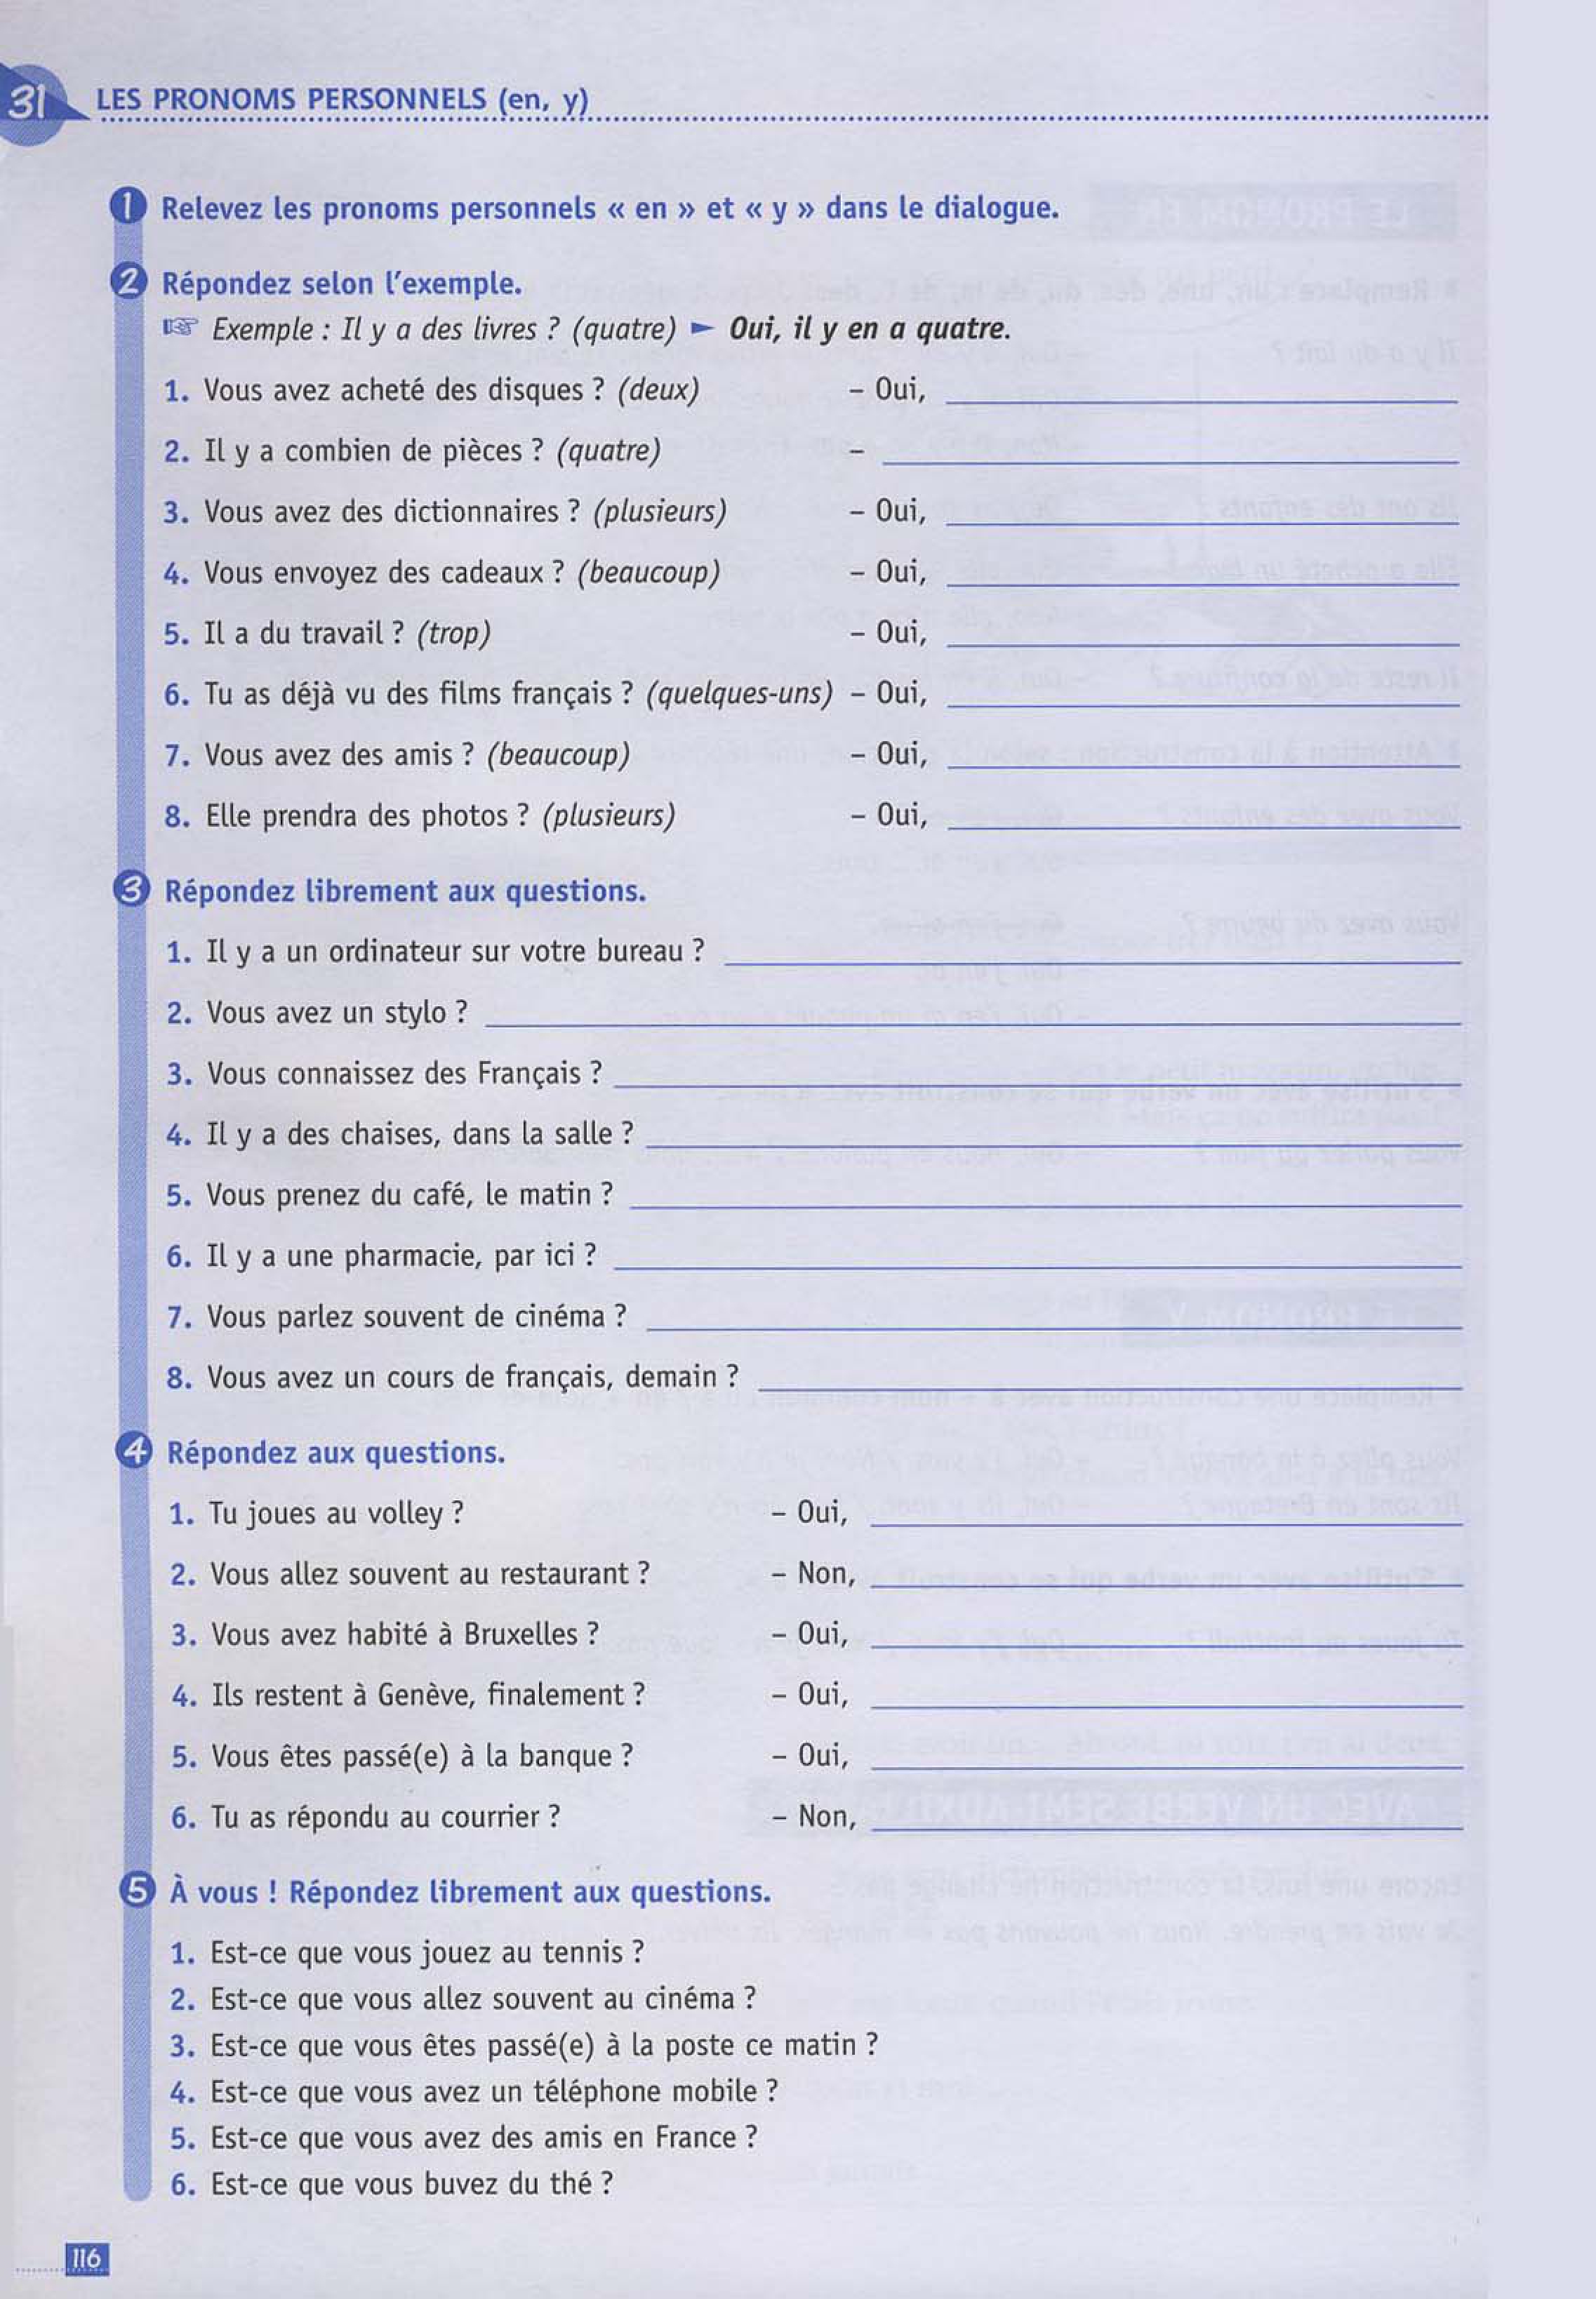 31 LES PRONOMS PERSONNELS (en, y)
1 Relevez les pronoms personnels « en » et « y » dans le dialogue.
2 Répondez selon l'exemple.
☞ Exemple : Il y a des livres ? (quatre) ► Oui, il y en a quatre.
1. Vous avez acheté des disques ? (deux) – Oui,
2. Il y a combien de pièces ? (quatre) –
3. Vous avez des dictionnaires ? (plusieurs) – Oui,
4. Vous envoyez des cadeaux ? (beaucoup) – Oui,
5. Il a du travail ? (trop) – Oui,
6. Tu as déjà vu des films français ? (quelques-uns) – Oui,
7. Vous avez des amis ? (beaucoup) – Oui,
8. Elle prendra des photos ? (plusieurs) – Oui,
3 Répondez librement aux questions.
1. Il y a un ordinateur sur votre bureau ?
2. Vous avez un stylo ?
3. Vous connaissez des Français ?
4. Il y a des chaises, dans la salle ?
5. Vous prenez du café, le matin ?
6. Il y a une pharmacie, par ici ?
7. Vous parlez souvent de cinéma ?
8. Vous avez un cours de français, demain ?
4 Répondez aux questions.
1. Tu joues au volley ? – Oui,
2. Vous allez souvent au restaurant ? – Non,
3. Vous avez habité à Bruxelles ? – Oui,
4. Ils restent à Genève, finalement ? – Oui,
5. Vous êtes passé(e) à la banque ? – Oui,
6. Tu as répondu au courrier ? – Non,
5 À vous ! Répondez librement aux questions.
1. Est-ce que vous jouez au tennis ?
2. Est-ce que vous allez souvent au cinéma ?
3. Est-ce que vous êtes passé(e) à la poste ce matin ?
4. Est-ce que vous avez un téléphone mobile ?
5. Est-ce que vous avez des amis en France ?
6. Est-ce que vous buvez du thé ?
116